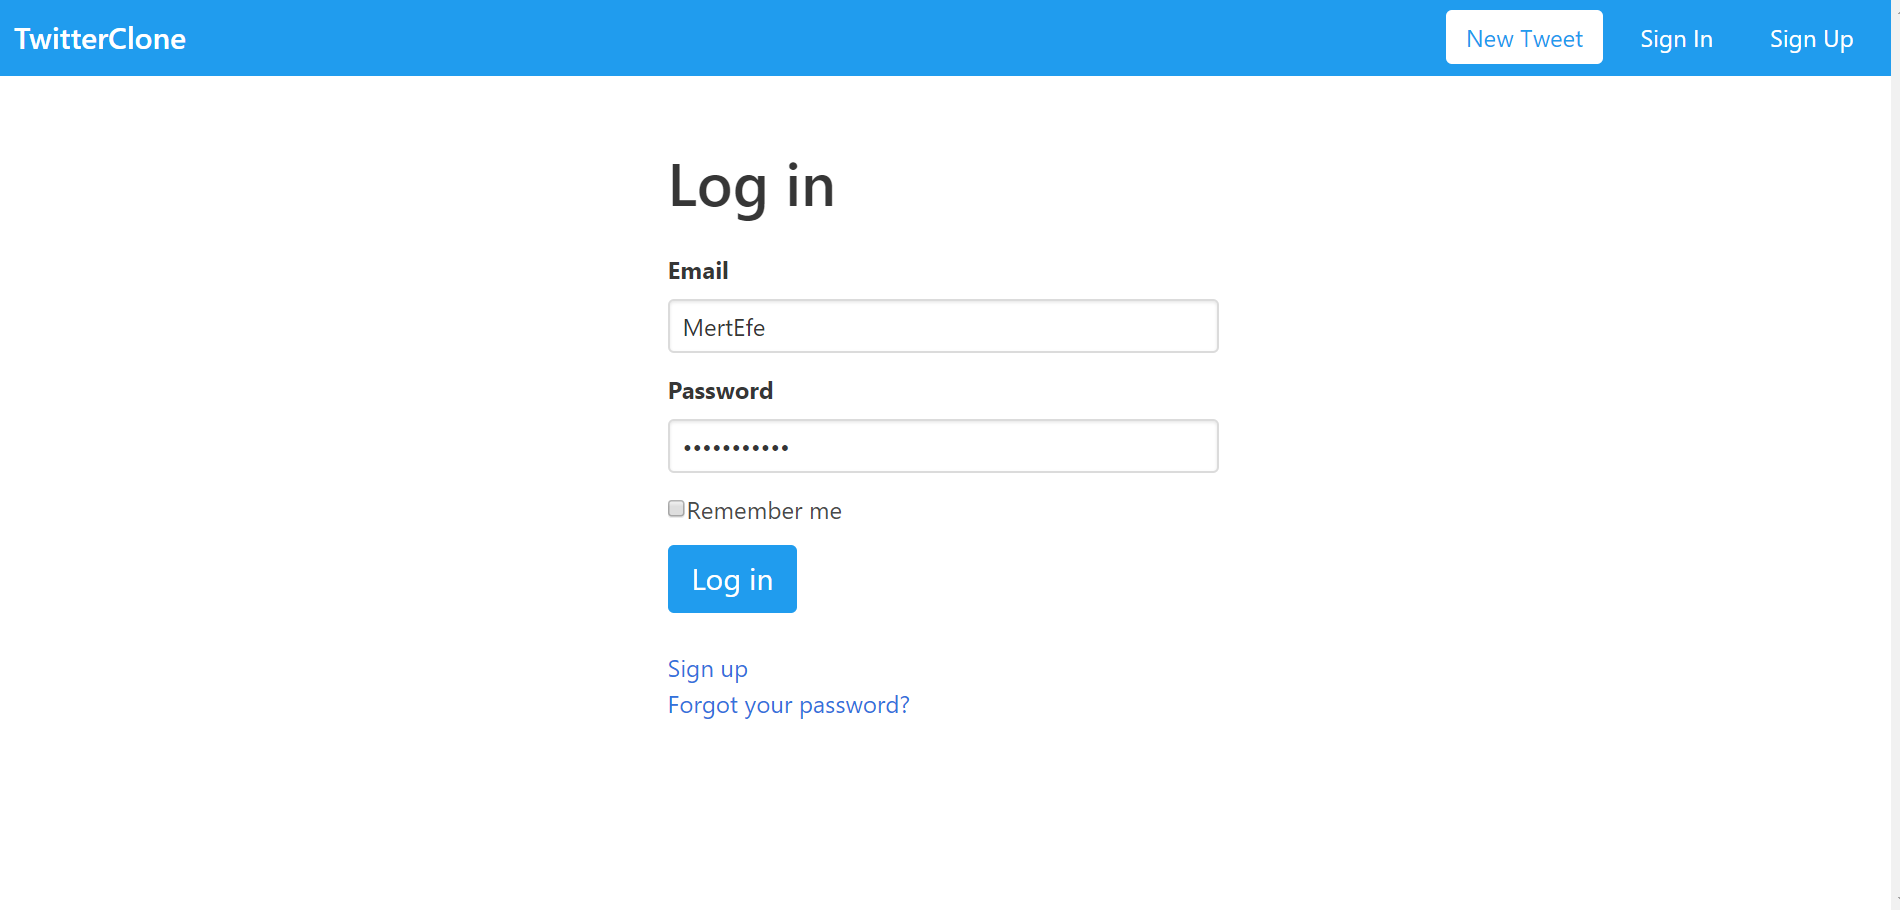 TwitterClone New Tweet Sign In Sign Up
Log in
Email
MertEfe
Password
•••••••••••
Remember me
Log in
Sign up
Forgot your password?